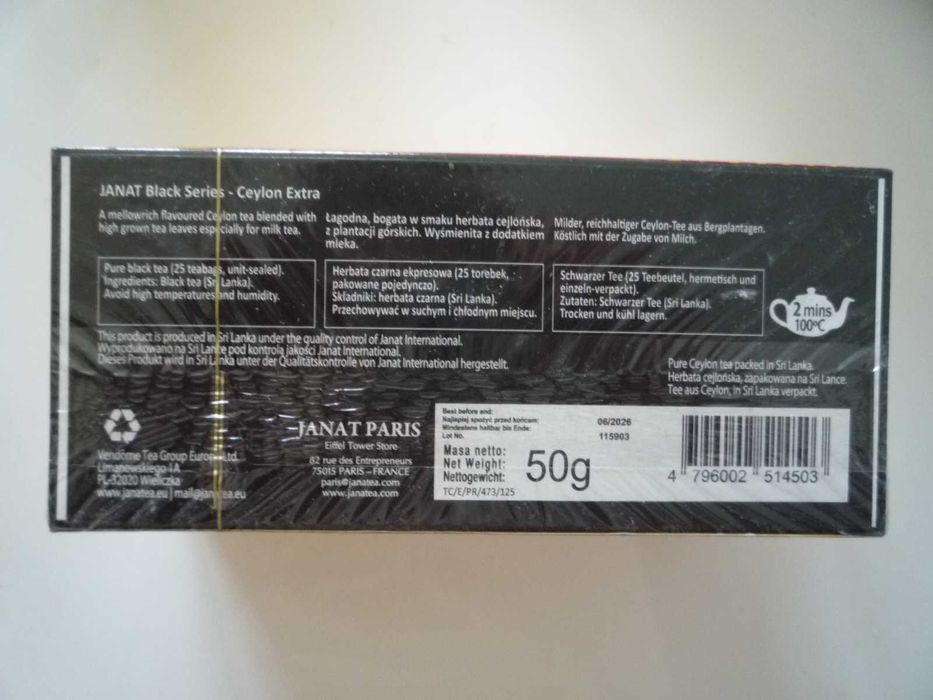 JANAT Black Series - Ceylon Extra
A mellowrich flavoured Ceylon tea blended with
high grown tea leaves especially for milk tea.
Łagodna, bogata w smaku herbata cejlońska,
z plantacji górskich. Wyśmienita z dodatkiem
mleka.
Milder, reichhaltiger Ceylon-Tee aus Bergplantagen.
Köstlich mit der Zugabe von Milch.
Pure black tea (25 teabags, unit-sealed).
Ingredients: Black tea (Sri Lanka).
Avoid high temperatures and humidity.
Herbata czarna ekspresowa (25 torebek,
pakowane pojedynczo).
Składniki: herbata czarna (Sri Lanka).
Przechowywać w suchym i chłodnym miejscu.
Schwarzer Tee (25 Teebeutel, hermetisch und
einzeln-verpackt).
Zutaten: Schwarzer Tee (Sri Lanka).
Trocken und kühl lagern.
2 mins
100ºC
This product is produced in Sri Lanka under the quality control of Janat International.
Wyprodukowano na Sri Lance pod kontrolą jakości Janat International.
Dieses Produkt wird in Sri Lanka unter der Qualitätskontrolle von Janat International hergestellt.
Pure Ceylon tea packed in Sri Lanka.
Herbata cejlońska, zapakowana na Sri Lance.
Tee aus Ceylon, in Sri Lanka verpackt.
Vendome Tea Group Europe Ltd.
Limanowskiego 1A
PL-32020 Wieliczka
www.janatea.eu | mail@janatea.eu
JANAT PARIS
Eiffel Tower Store
82 rue des Entrepreneurs
75015 PARIS – FRANCE
paris@janatea.com
www.janatea.com
Best before end:
Najlepiej spożyć przed końcem:
Mindestens haltbar bis Ende:
06/2026
Lot No.
115903
Masa netto:
Net Weight:
Nettogewicht:
50g
TC/E/PR/473/125
4 796002 514503